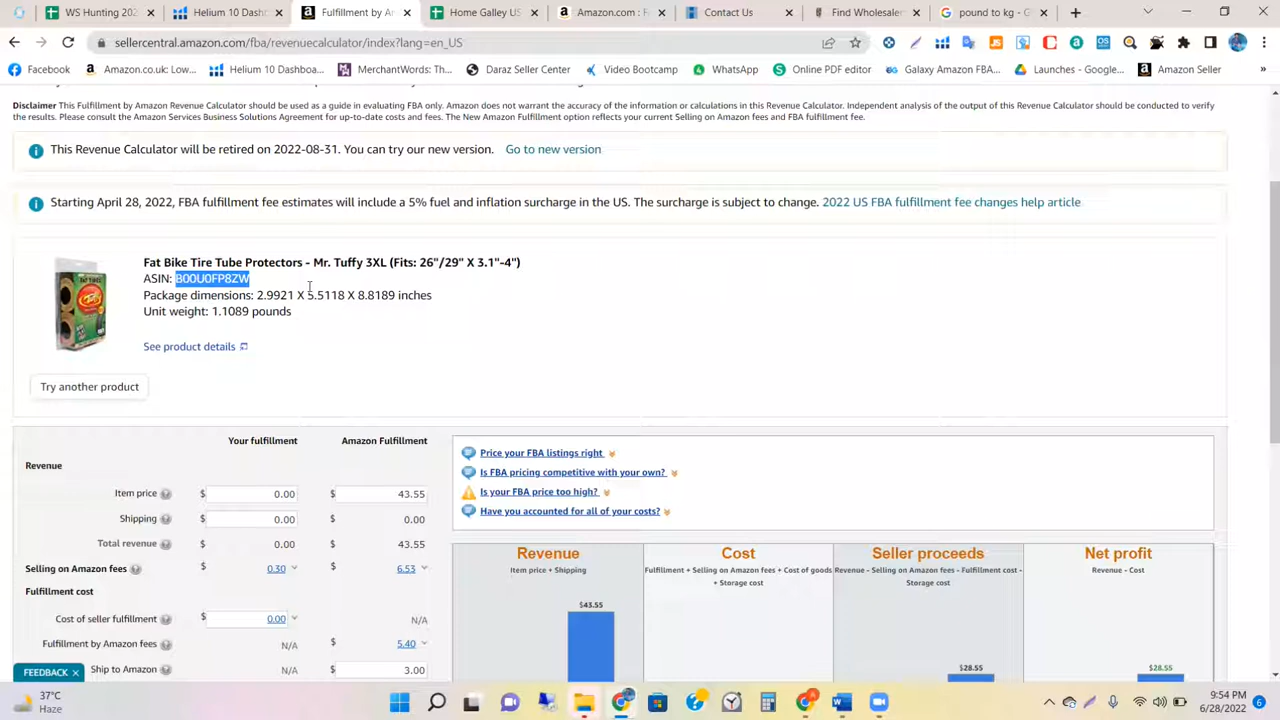 WS Hunting 202
Helium 10 Dash
Fulfillment by Ar
Home Galley US
Amazon.com : F
Contact Us
Find Wholesaler
pound to kg - G
sellercentral.amazon.com/fba/revenuecalculator/index?lang=en_US
Facebook
Amazon.co.uk: Low...
Helium 10 Dashboa...
MerchantWords: Th...
Daraz Seller Center
Video Bootcamp
WhatsApp
Online PDF editor
Galaxy Amazon FBA...
Launches - Google...
Amazon Seller
Disclaimer This Fulfillment by Amazon Revenue Calculator should be used as a guide in evaluating FBA only. Amazon does not warrant the accuracy of the information or calculations in this Revenue Calculator. Independent analysis of the output of this Revenue Calculator should be conducted to verify
the results. Please consult the Amazon Services Business Solutions Agreement for up-to-date costs and fees. The New Amazon Fulfillment option reflects your current Selling on Amazon fees and FBA fulfillment fee.
This Revenue Calculator will be retired on 2022-08-31. You can try our new version. Go to new version
Starting April 28, 2022, FBA fulfillment fee estimates will include a 5% fuel and inflation surcharge in the US. The surcharge is subject to change. 2022 US FBA fulfillment fee changes help article
Fat Bike Tire Tube Protectors - Mr. Tuffy 3XL (Fits: 26"/29" X 3.1"-4")
ASIN: B00U0FP8ZW
Package dimensions: 2.9921 X 5.5118 X 8.8189 inches
Unit weight: 1.1089 pounds
See product details
Try another product
Your fulfillment Amazon Fulfillment
Revenue
Item price $ 0.00 $ 43.55
Shipping $ 0.00 $ 0.00
Total revenue $ 0.00 $ 43.55
Selling on Amazon fees $ 0.30 $ 6.53
Fulfillment cost
Cost of seller fulfillment $ 0.00 N/A
Fulfillment by Amazon fees N/A $ 5.40
Ship to Amazon N/A $ 3.00
Price your FBA listings right
Is FBA pricing competitive with your own?
Is your FBA price too high?
Have you accounted for all of your costs?
Revenue
Item price + Shipping
$43.55
Cost
Fulfillment + Selling on Amazon fees + Cost of goods
+ Storage cost
Seller proceeds
Revenue - Selling on Amazon fees - Fulfillment cost -
Storage cost
$28.55
Net profit
Revenue - Cost
$28.55
FEEDBACK
37°C
Haze
9:54 PM
6/28/2022
6